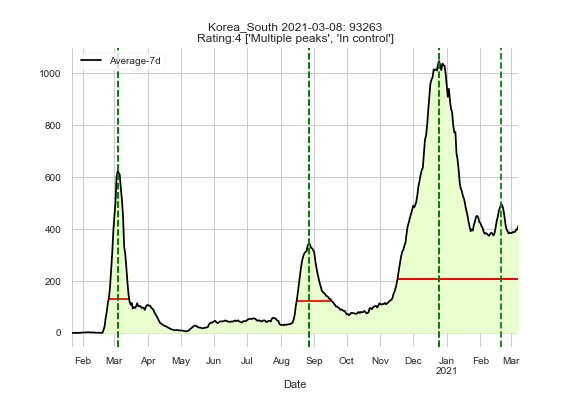 Korea_South 2021-03-08: 93263
Rating:4 ['Multiple peaks', 'In control']
Average-7d
1000
800
600
400
200
0
Feb Mar Apr May Jun Jul Aug Sep Oct Nov Dec Jan Feb Mar
2021
Date